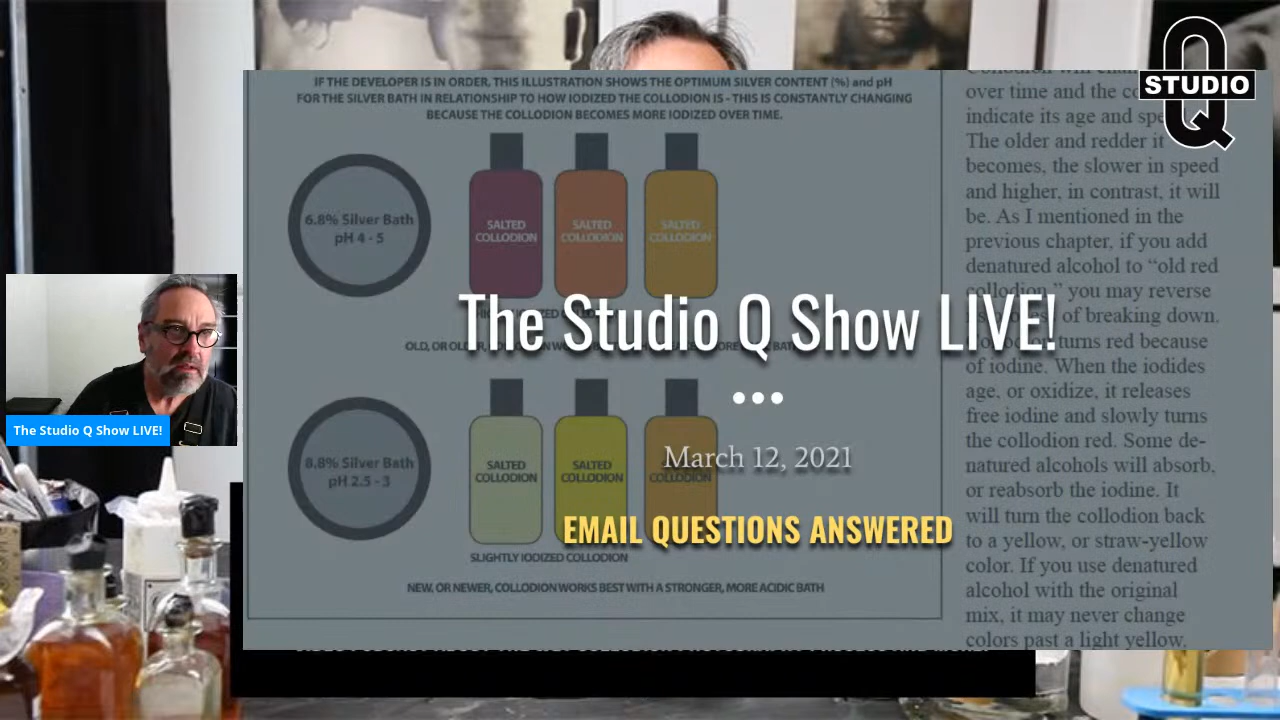 STUDIO
Q
IF THE DEVELOPER IS IN ORDER, THIS ILLUSTRATION SHOWS THE OPTIMUM SILVER CONTENT (%) and pH
FOR THE SILVER BATH IN RELATIONSHIP TO HOW IODIZED THE COLLODION IS - THIS IS CONSTANTLY CHANGING
BECAUSE THE COLLODION BECOMES MORE IODIZED OVER TIME.
6.8% Silver Bath
pH 4 - 5
SALTED
COLLODION
SALTED
COLLODION
SALTED
COLLODION
OLD, OR
The Studio Q Show LIVE!
March 12, 2021
EMAIL QUESTIONS ANSWERED
8.8% Silver Bath
pH 2.5 - 3
SALTED
COLLODION
SALTED
COLLODION
COLLODION
SLIGHTLY IODIZED COLLODION
NEW, OR NEWER, COLLODION WORKS BEST WITH A STRONGER, MORE ACIDIC BATH
over time and the
indicate its age and
The older and redder it
becomes, the slower in speed
and higher, in contrast, it will
be. As I mentioned in the
previous chapter, if you add
denatured alcohol to “old red
collodion,” you may reverse
of breaking down.
turns red because
of iodine. When the iodides
age, or oxidize, it releases
free iodine and slowly turns
the collodion red. Some de-
natured alcohols will absorb,
or reabsorb the iodine. It
will turn the collodion back
to a yellow, or straw-yellow
color. If you use denatured
alcohol with the original
mix, it may never change
colors past a light yellow.
The Studio Q Show LIVE!